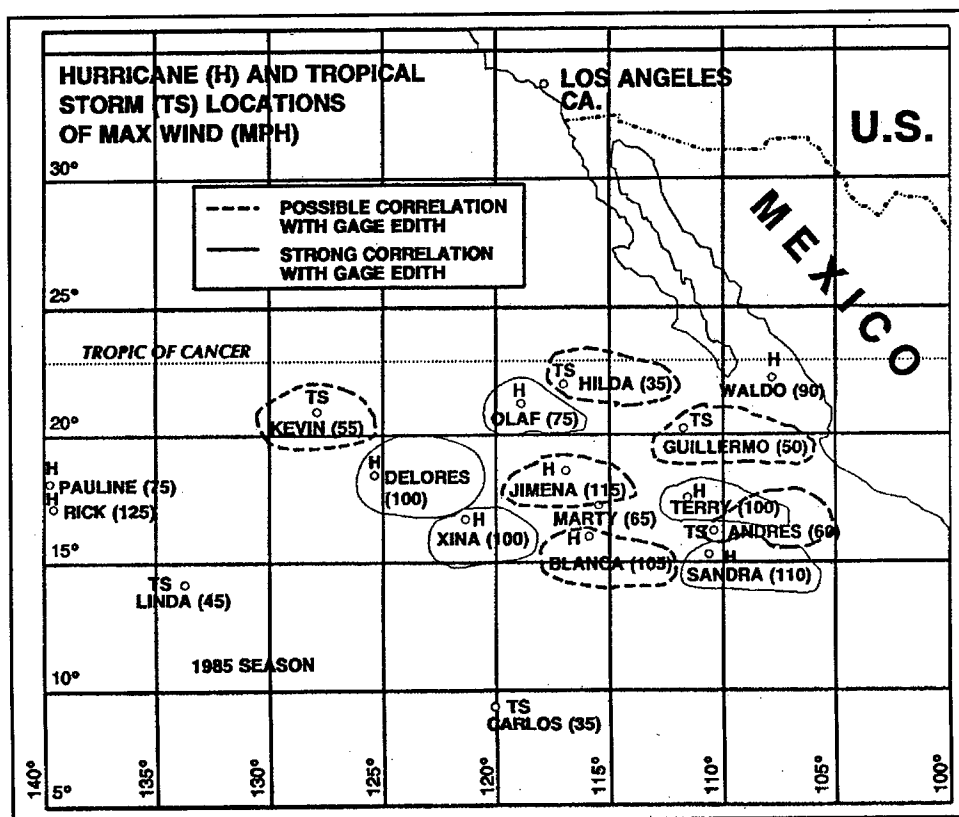 HURRICANE (H) AND TROPICAL
STORM (TS) LOCATIONS
OF MAX WIND (MPH)
LOS ANGELES
CA.
U.S.
MEXICO
30°
POSSIBLE CORRELATION
WITH GAGE EDITH
STRONG CORRELATION
WITH GAGE EDITH
25°
TROPIC OF CANCER
TS
HILDA (35)
H
WALDO (90)
H
OLAF (75)
TS
KEVIN (55)
20°
TS
GUILLERMO (50)
H
PAULINE (75)
H
RICK (125)
H
DELORES
(100)
H
JIMENA (115)
MARTY (65)
H
TERRY (100)
H
XINA (100)
TS
ANDRES (60)
H
BLANCA (105)
H
SANDRA (110)
15°
TS
LINDA (45)
1985 SEASON
10°
TS
CARLOS (35)
5°
140°
135°
130°
125°
120°
115°
110°
105°
100°